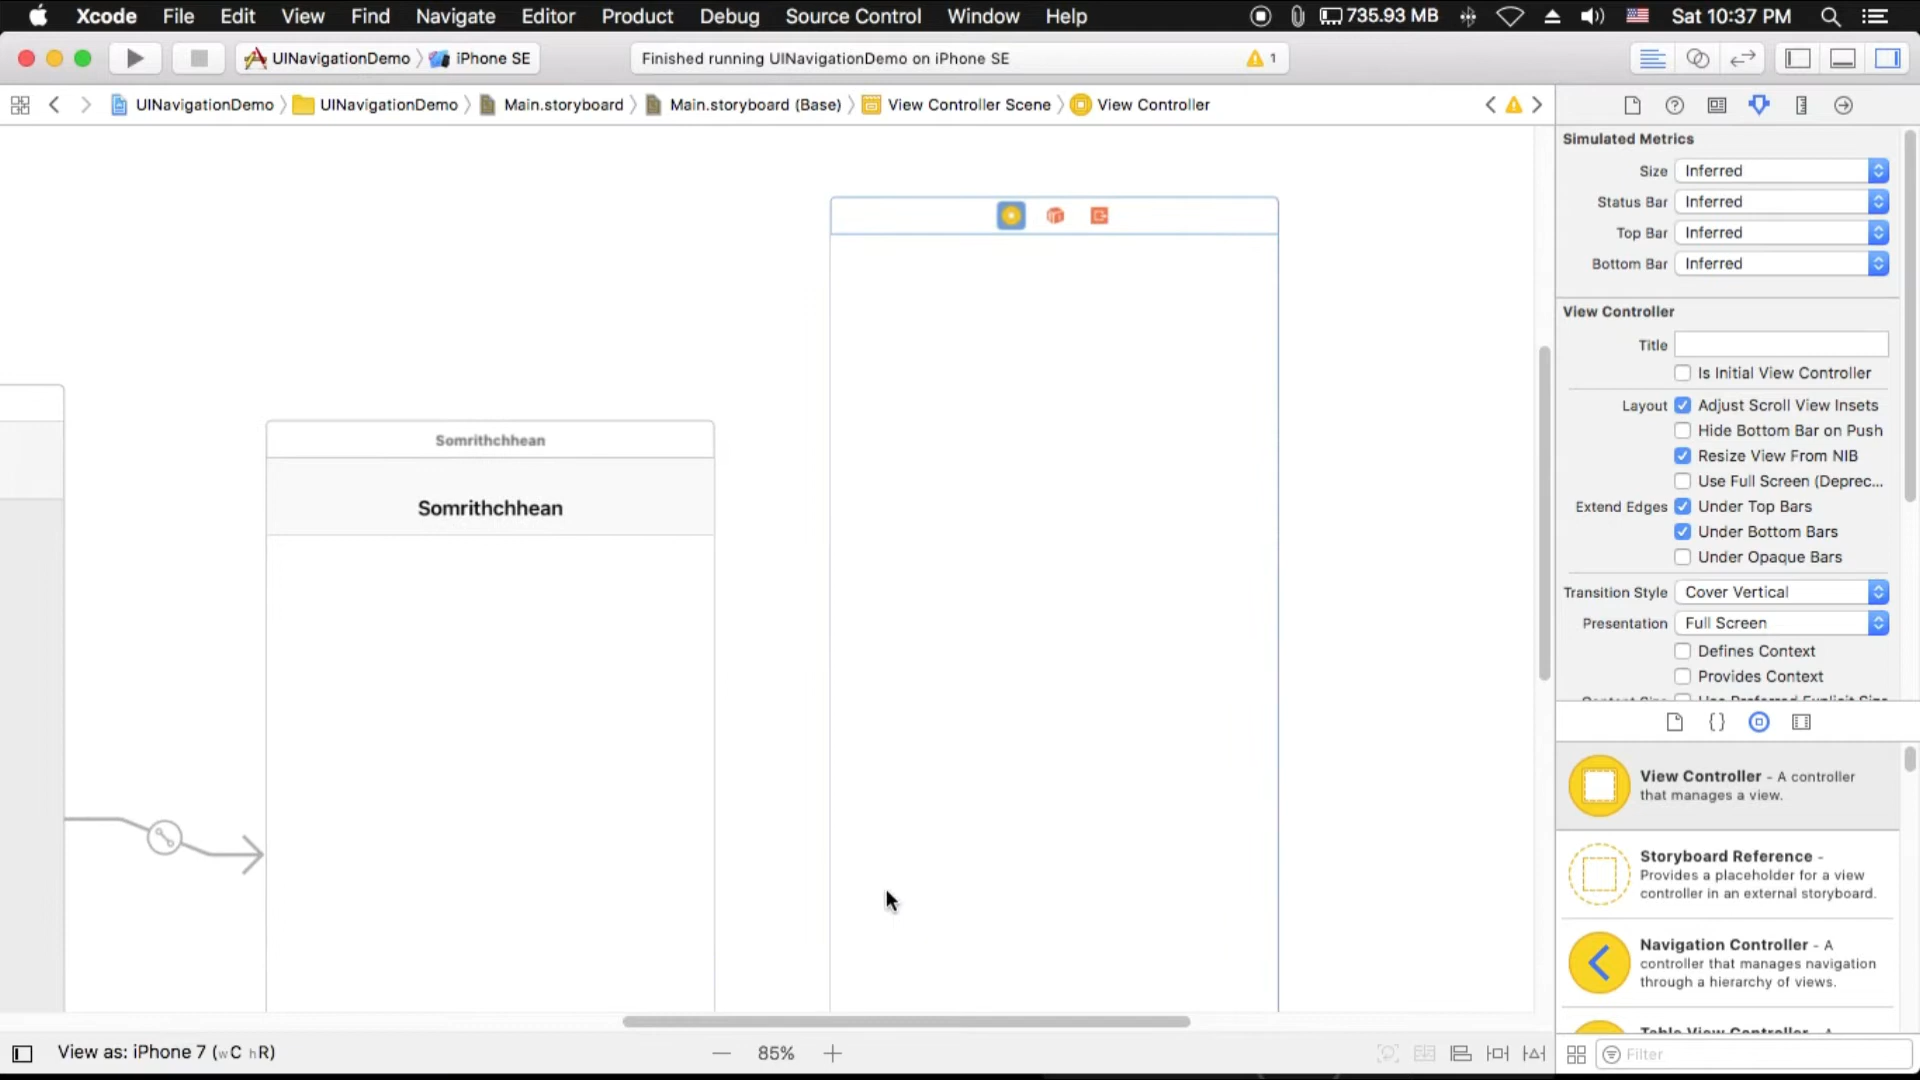 Xcode File Edit View Find Navigate Editor Product Debug Source Control Window Help 735.93 MB Sat 10:37 PM
UINavigationDemo iPhone SE Finished running UINavigationDemo on iPhone SE 1
UINavigationDemo UINavigationDemo Main.storyboard Main.storyboard (Base) View Controller Scene View Controller
Simulated Metrics
Size Inferred
Status Bar Inferred
Top Bar Inferred
Bottom Bar Inferred
View Controller
Title
Is Initial View Controller
Layout Adjust Scroll View Insets
Hide Bottom Bar on Push
Resize View From NIB
Use Full Screen (Deprec...
Extend Edges Under Top Bars
Under Bottom Bars
Under Opaque Bars
Transition Style Cover Vertical
Presentation Full Screen
Defines Context
Provides Context
Somrithchhean
Somrithchhean
View Controller - A controller
that manages a view.
Storyboard Reference -
Provides a placeholder for a view
controller in an external storyboard.
Navigation Controller - A
controller that manages navigation
through a hierarchy of views.
View as: iPhone 7 (wC hR) 85% Filter